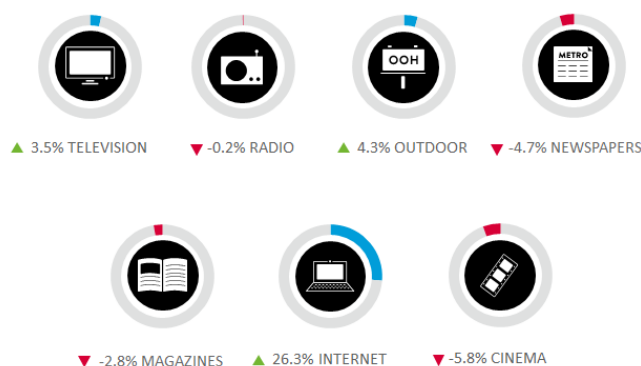 OOH
METRO
3.5% TELEVISION
-0.2% RADIO
4.3% OUTDOOR
-4.7% NEWSPAPERS
-2.8% MAGAZINES
26.3% INTERNET
-5.8% CINEMA